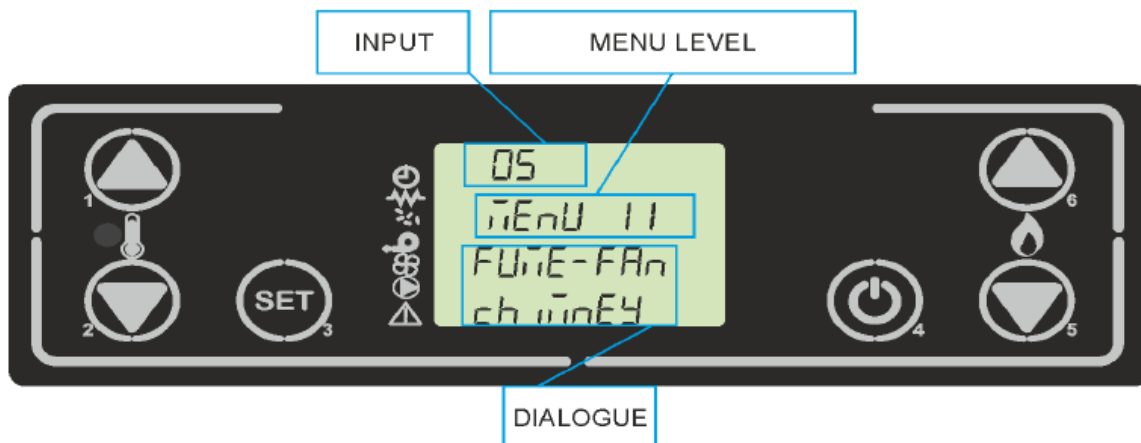 INPUT
MENU LEVEL
05
MEnU 11
FUME-FAn
chimnEY
1
2
SET
3
4
5
6
DIALOGUE